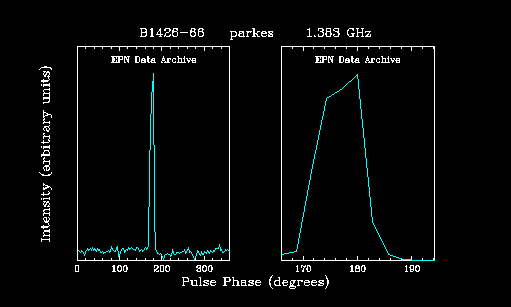 B1426-66 parkes 1.383 GHz
EPN Data Archive EPN Data Archive
Intensity (arbitrary units)
0 100 200 300 170 180 190
Pulse Phase (degrees)